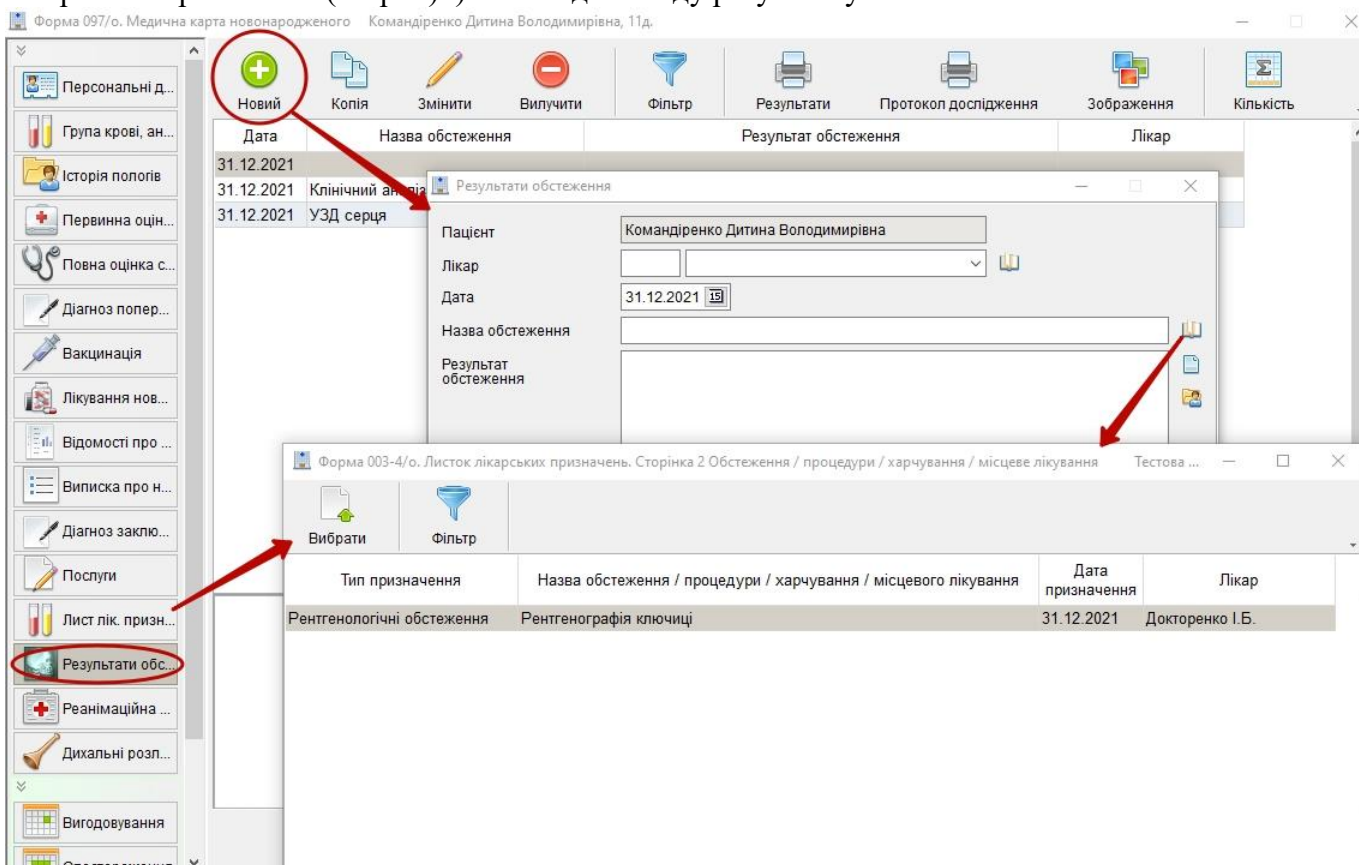 Форма 097/о. Медична карта новонародженого Командіренко Дитина Володимирівна, 11д.
Персональні д...
Група крові, ан...
Історія пологів
Первинна оцін...
Повна оцінка с...
Діагноз попер...
Вакцинація
Лікування нов...
Відомості про ...
Виписка про н...
Діагноз заклю...
Послуги
Лист лік. призн...
Результати обс...
Реанімаційна ...
Дихальні розл...
Вигодовування
Новий Копія Змінити Вилучити Фільтр Результати Протокол дослідження Зображення Кількість
Дата Назва обстеження Результат обстеження Лікар
31.12.2021
31.12.2021 Клінічний
31.12.2021 УЗД серця
Результати обстеження
Пацієнт Командіренко Дитина Володимирівна
Лікар
Дата 31.12.2021 15
Назва обстеження
Результат
обстеження
Форма 003-4/о. Листок лікарських призначень. Сторінка 2 Обстеження / процедури / харчування / місцеве лікування Тестова ...
Вибрати Фільтр
Тип призначення Назва обстеження / процедури / харчування / місцевого лікування Дата призначення Лікар
Рентгенологічні обстеження Рентгенографія ключиці 31.12.2021 Докторенко І.Б.